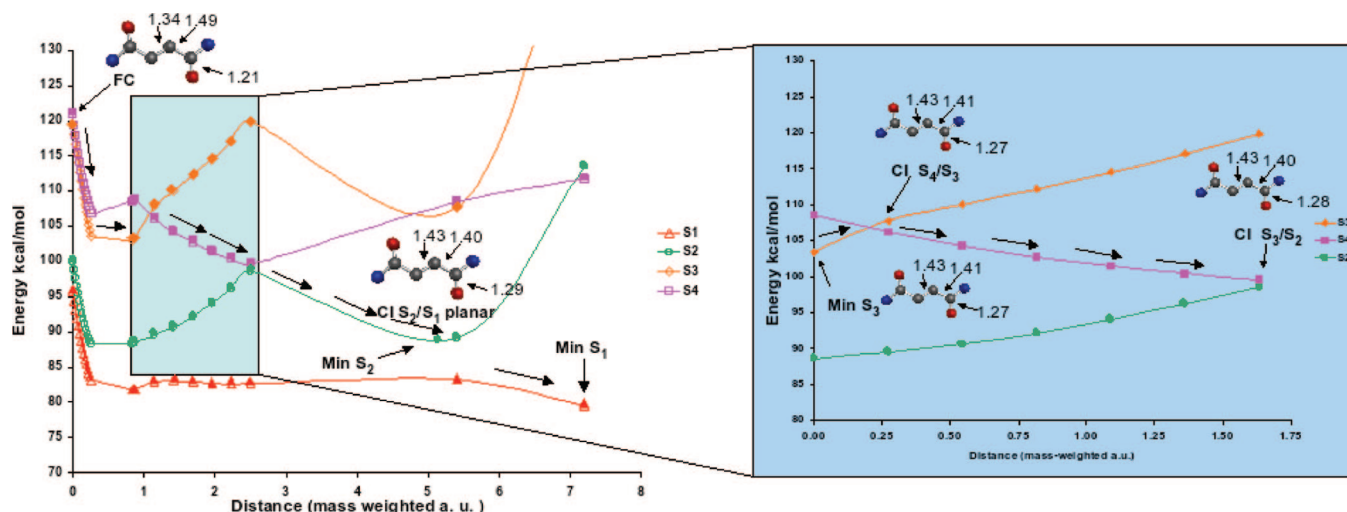 1.34 1.49
1.21
FC
130
120
110
100
95
90
85
80
75
70
Energy kcal/mol
0 1 2 3 4 5 6 7 8
Distance (mass weighted a. u. )
1.43 1.40
1.29
CI S2/S1 planar
Min S2
Min S1
S1
S2
S3
S4
130
125
120
115
110
105
100
95
90
85
80
Energy kcal/mol
0.00 0.25 0.50 0.75 1.00 1.25 1.50 1.75
Distance (mass-weighted a.u.)
1.43 1.41
1.27
CI S4/S3
1.43 1.40
1.28
CI S3/S2
Min S3
1.43 1.41
1.27
S3
S4
S2